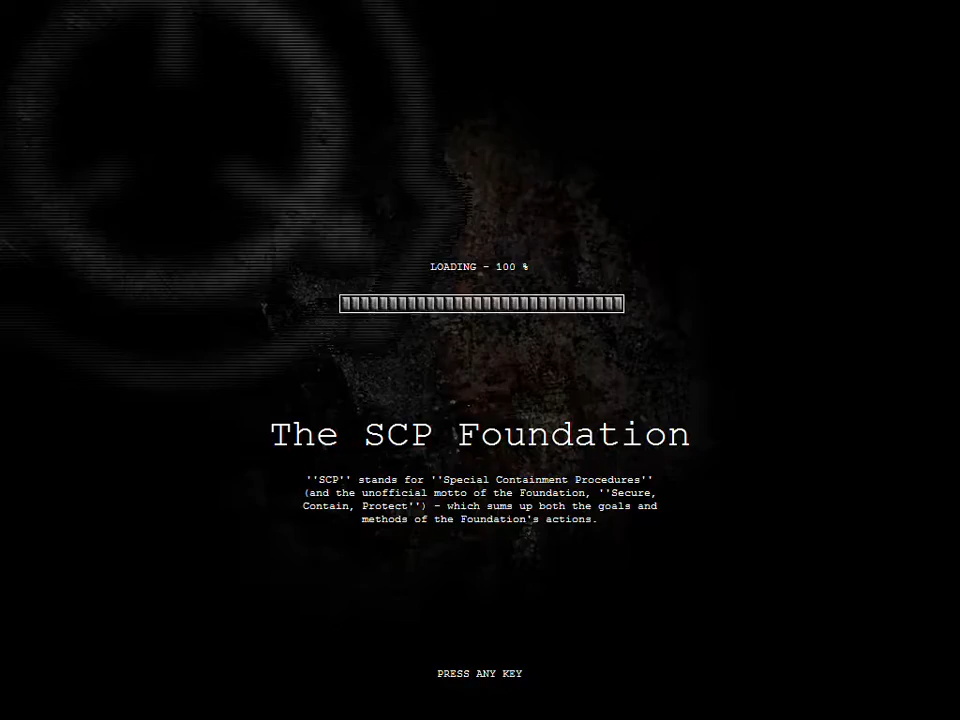 LOADING - 100 %
The SCP Foundation
''SCP'' stands for ''Special Containment Procedures''
(and the unofficial motto of the Foundation, ''Secure,
Contain, Protect'') - which sums up both the goals and
methods of the Foundation's actions.
PRESS ANY KEY